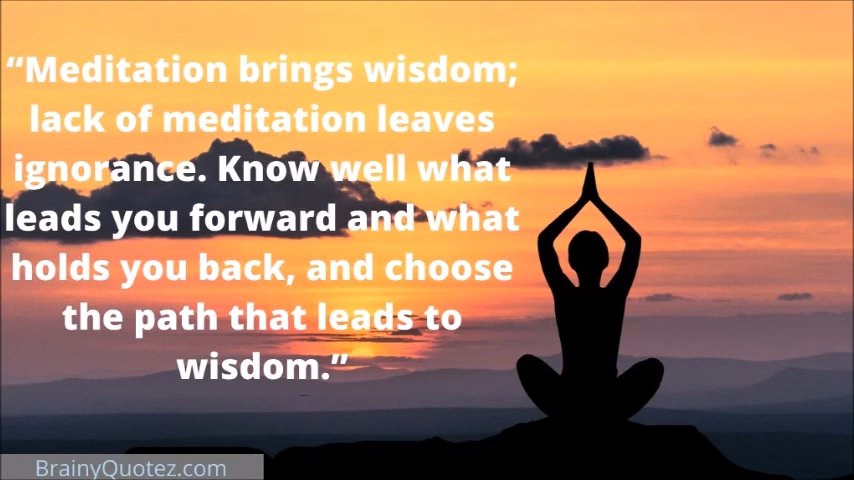 “Meditation brings wisdom;
lack of meditation leaves
ignorance. Know well what
leads you forward and what
holds you back, and choose
the path that leads to
wisdom.”
BrainyQuotez.com